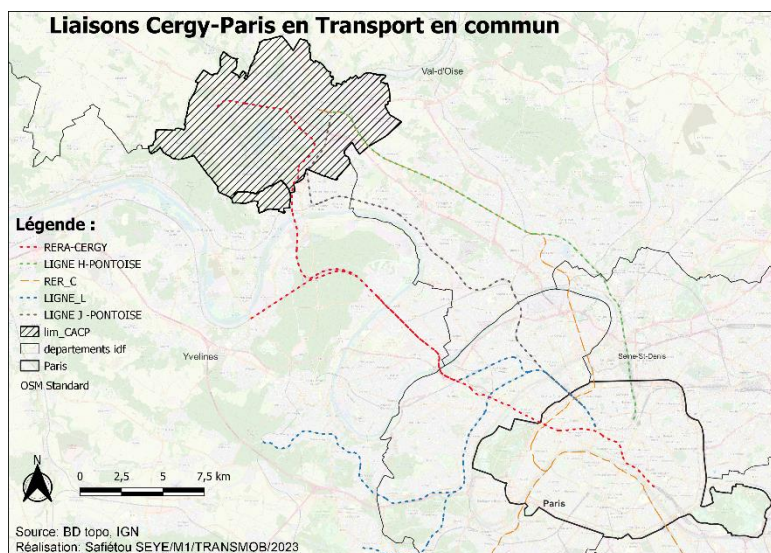 Liaisons Cergy-Paris en Transport en commun
Val-d'Oise
Légende :
RERA-CERGY
LIGNE H-PONTOISE
RER_C
LIGNE_L
LIGNE J -PONTOISE
lim_CACP
departements idf
Paris
OSM Standard
Yvelines
Seine-St-Denis
Paris
N
0 2,5 5 7,5 km
Source: BD topo, IGN
Réalisation: Safiétou SEYE/M1/TRANSMOB/2023